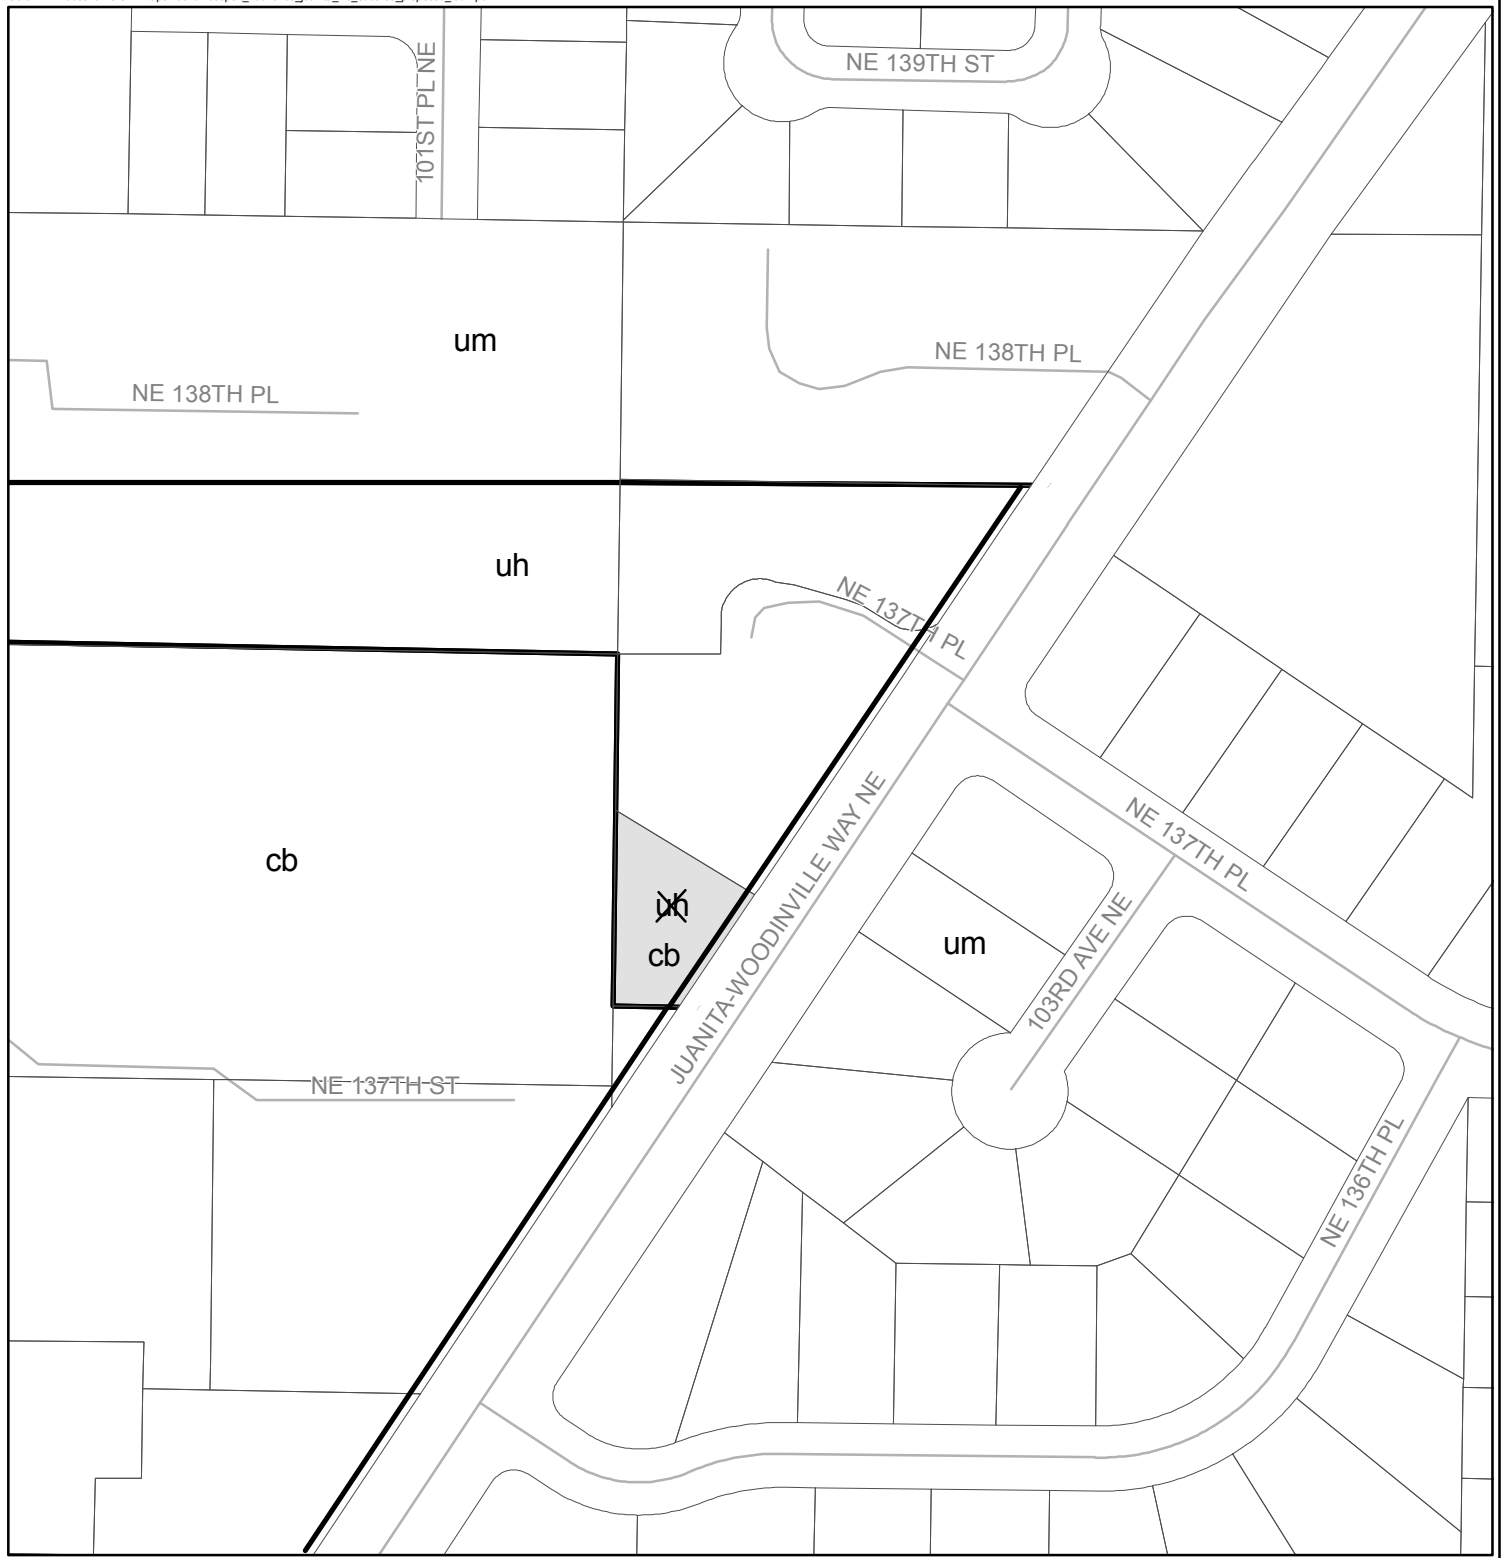 NE 139TH ST
101ST PL NE
um
NE 138TH PL
NE 138TH PL
uh
NE 137TH PL
JUANITA-WOODINVILLE WAY NE
NE 137TH PL
cb
uh
cb
um
103RD AVE NE
NE 137TH ST
NE 136TH PL